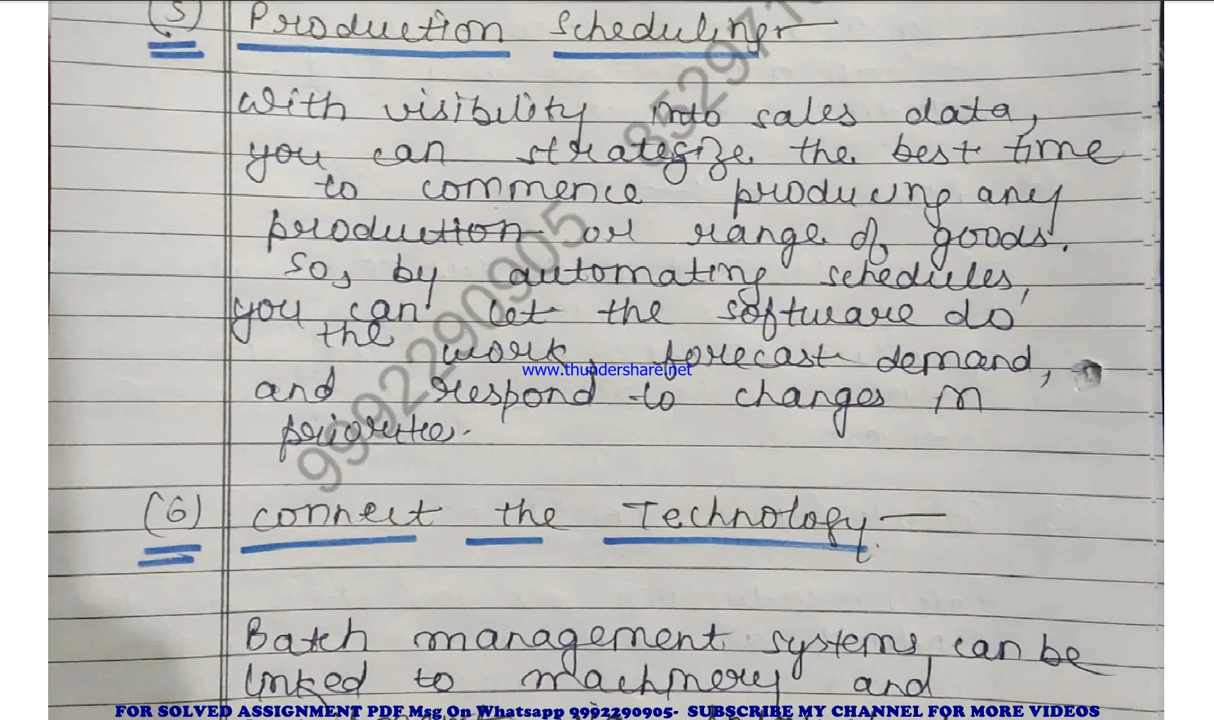 (5) Production Scheduling-
with visibility into sales data,
you can strategize the best time
to commence producing any
production or range of goods.
So, by automating schedules,
you can let the software do
the work, forecast demand,
www.thundershare.net
and respond to changes in
priorities.
(6) connect the Technology-
Batch management systems can be
linked to machinery and
9992290905
852971
FOR SOLVED ASSIGNMENT PDF Msg On Whatsapp 9992290905- SUBSCRIBE MY CHANNEL FOR MORE VIDEOS